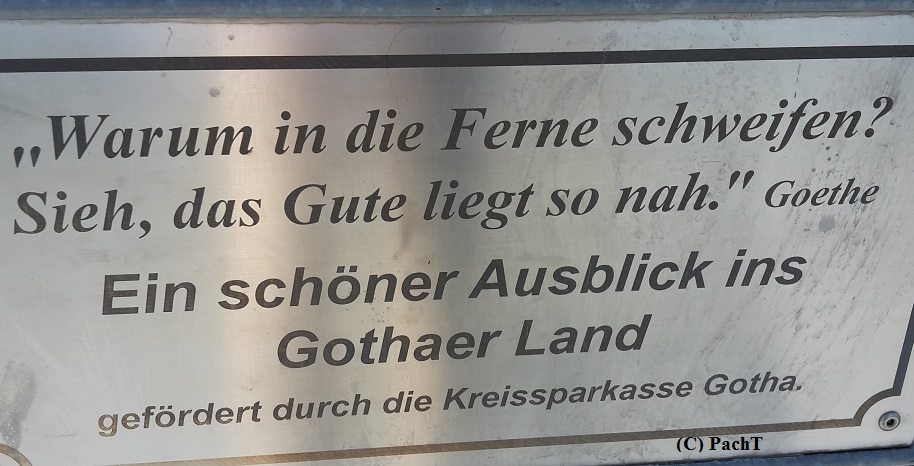 „Warum in die Ferne schweifen?
Sieh, das Gute liegt so nah." Goethe
Ein schöner Ausblick ins
Gothaer Land
gefördert durch die Kreissparkasse Gotha.
(C) PachT